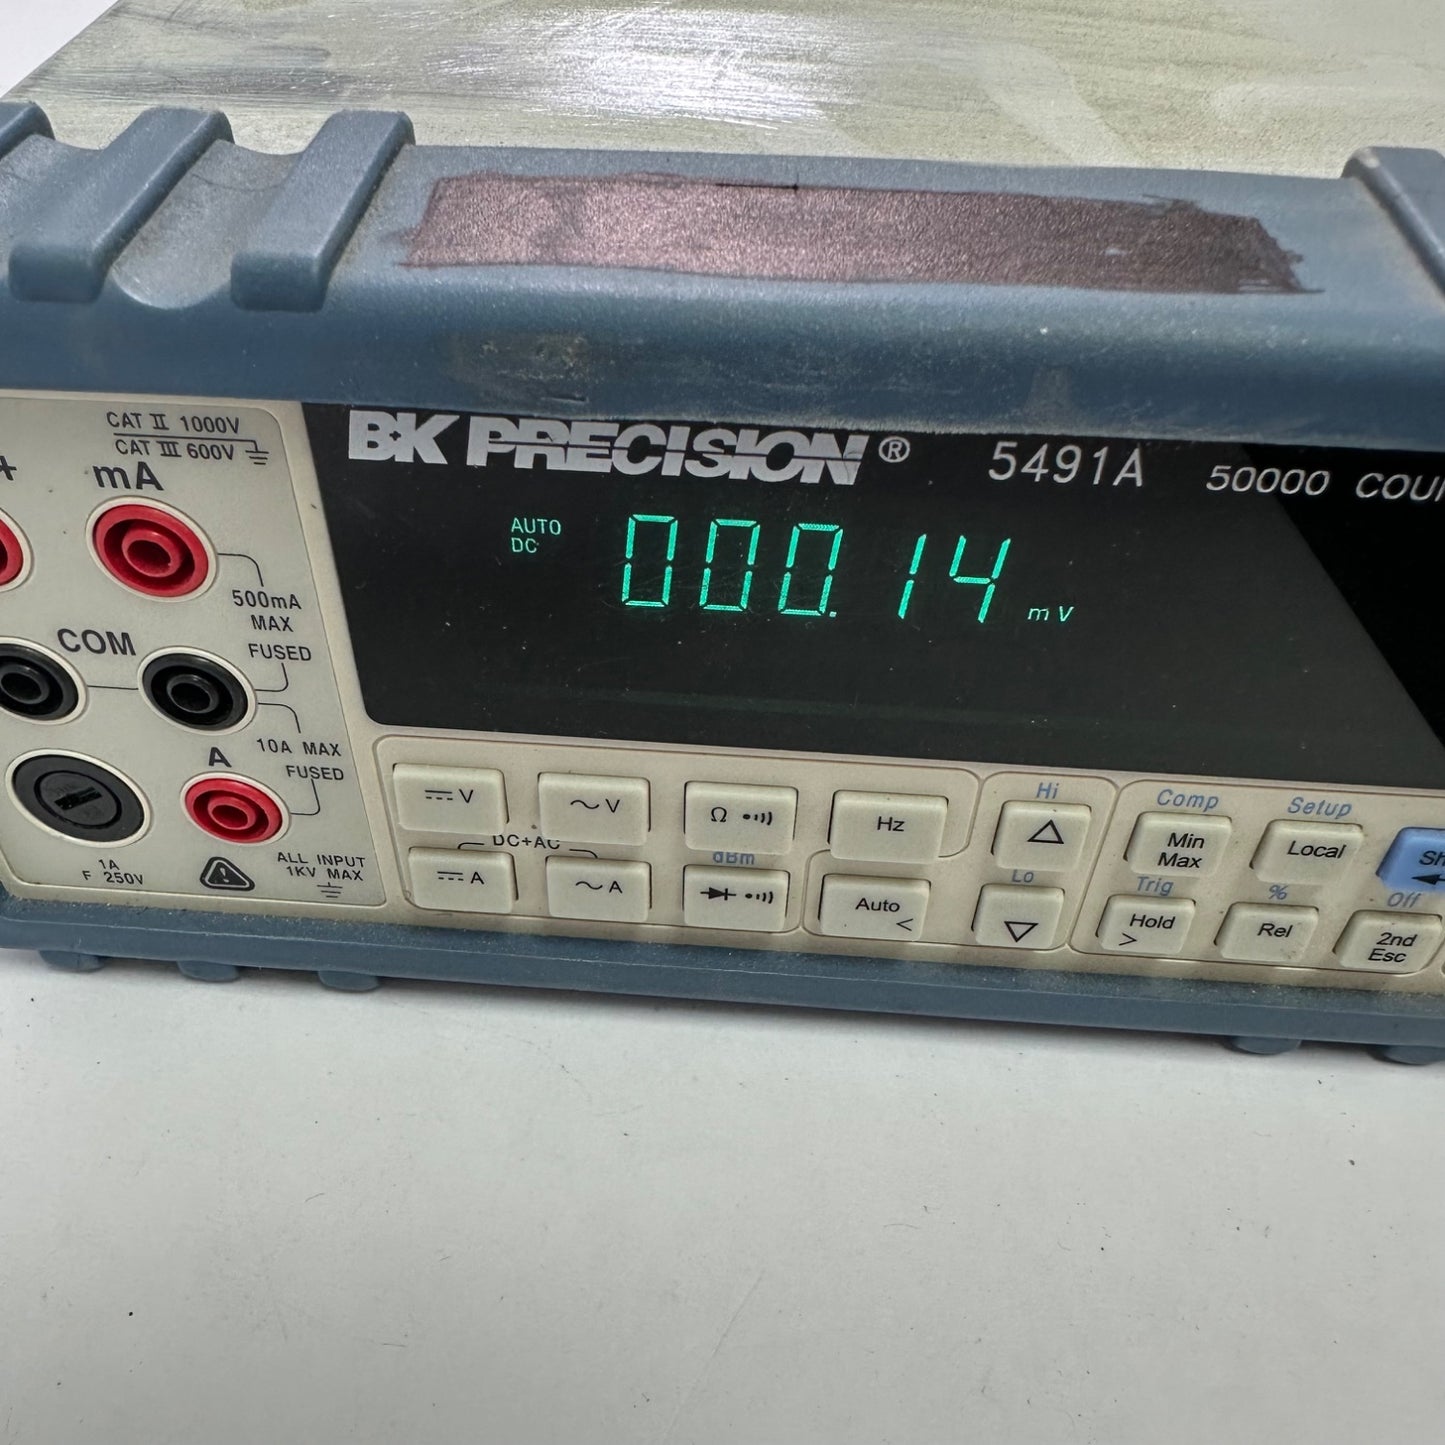 CAT II 1000V
CAT III 600V
+
mA
500mA
MAX
FUSED
COM
10A MAX
FUSED
A
1A
F 250V
ALL INPUT
1KV MAX
BK PRECISION® 5491A 50000
AUTO
DC
000.14 mV
⎓V
~V
Ω •)))
Hz
Hi
△
Comp
Min
Max
Setup
Local
DC+AC
⎓A
~A
dBm
•)))
Auto
<
Lo
▽
Trig
Hold
>
%
Rel
Off
2nd
Esc